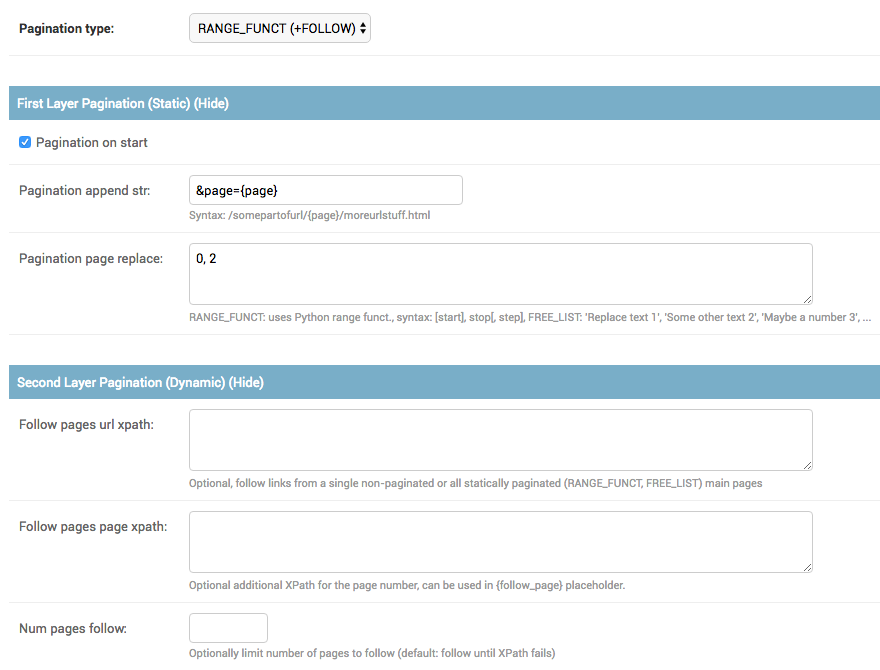 Pagination type:
RANGE_FUNCT (+FOLLOW)
First Layer Pagination (Static) (Hide)
Pagination on start
Pagination append str:
&page={page}
Syntax: /somepartofurl/{page}/moreurlstuff.html
Pagination page replace:
0, 2
RANGE_FUNCT: uses Python range funct., syntax: [start], stop[, step], FREE_LIST: 'Replace text 1', 'Some other text 2', 'Maybe a number 3', ...
Second Layer Pagination (Dynamic) (Hide)
Follow pages url xpath:
Optional, follow links from a single non-paginated or all statically paginated (RANGE_FUNCT, FREE_LIST) main pages
Follow pages page xpath:
Optional additional XPath for the page number, can be used in {follow_page} placeholder.
Num pages follow:
Optionally limit number of pages to follow (default: follow until XPath fails)